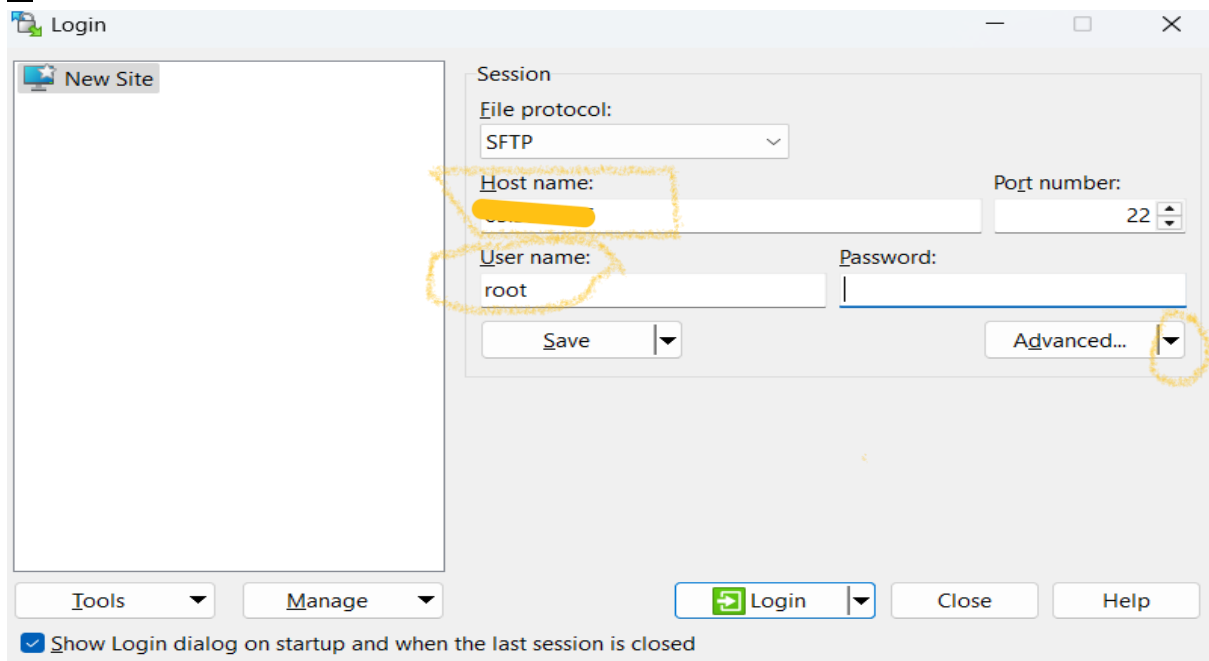 Login
New Site
Session
File protocol:
SFTP
Host name:
Port number:
22
User name:
Password:
root
Save
Advanced...
Tools
Manage
Login
Close
Help
Show Login dialog on startup and when the last session is closed